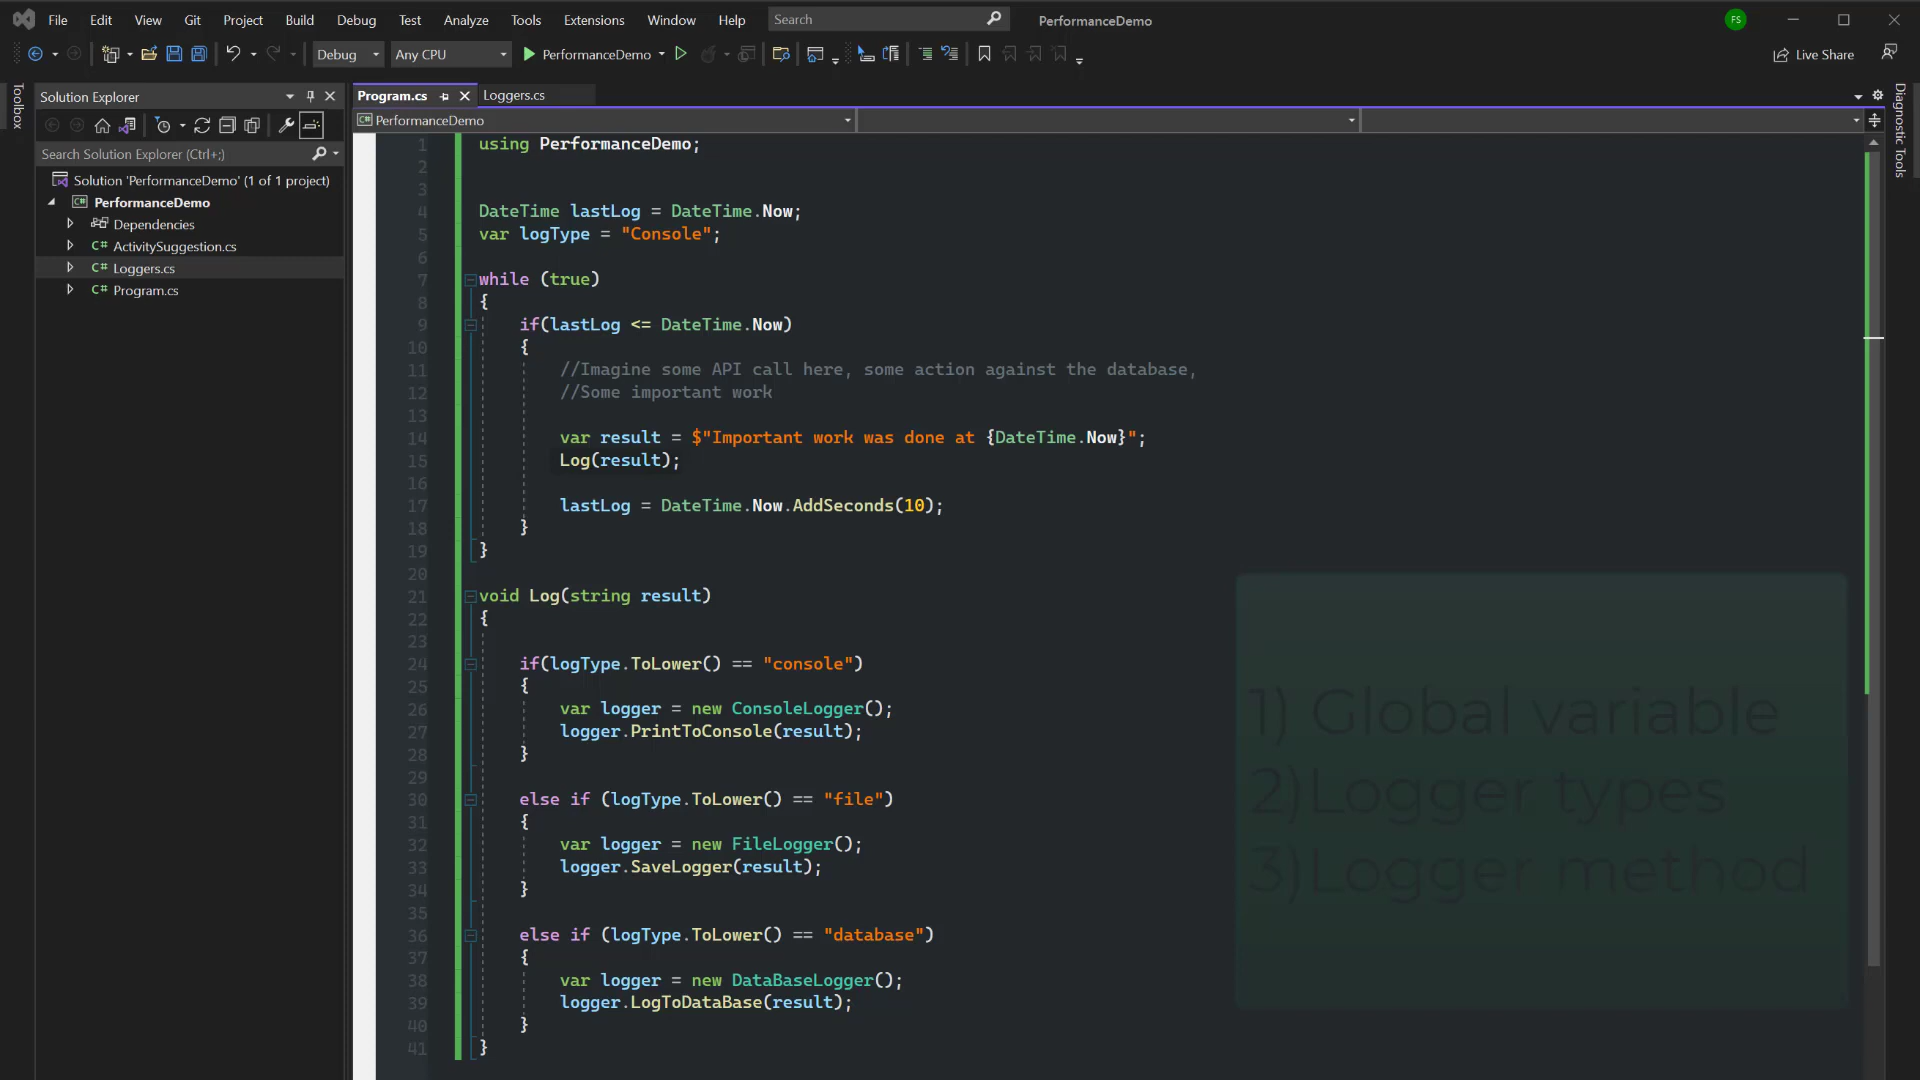 File Edit View Git Project Build Debug Test Analyze Tools Extensions Window Help Search PerformanceDemo FS
Debug Any CPU PerformanceDemo Live Share
Toolbox
Solution Explorer
Search Solution Explorer (Ctrl+;)
Solution 'PerformanceDemo' (1 of 1 project)
PerformanceDemo
Dependencies
C# ActivitySuggestion.cs
C# Loggers.cs
C# Program.cs
Program.cs Loggers.cs
C# PerformanceDemo
Diagnostic Tools
1 using PerformanceDemo;
2
3
4 DateTime lastLog = DateTime.Now;
5 var logType = "Console";
6
7 while (true)
8 {
9 if(lastLog <= DateTime.Now)
10 {
11 //Imagine some API call here, some action against the database,
12 //Some important work
13
14 var result = $"Important work was done at {DateTime.Now}";
15 Log(result);
16
17 lastLog = DateTime.Now.AddSeconds(10);
18 }
19 }
20
21 void Log(string result)
22 {
23
24 if(logType.ToLower() == "console")
25 {
26 var logger = new ConsoleLogger();
27 logger.PrintToConsole(result);
28 }
29
30 else if (logType.ToLower() == "file")
31 {
32 var logger = new FileLogger();
33 logger.SaveLogger(result);
34 }
35
36 else if (logType.ToLower() == "database")
37 {
38 var logger = new DataBaseLogger();
39 logger.LogToDataBase(result);
40 }
41 }
1) Global variable
2)Logger types
3)Logger method